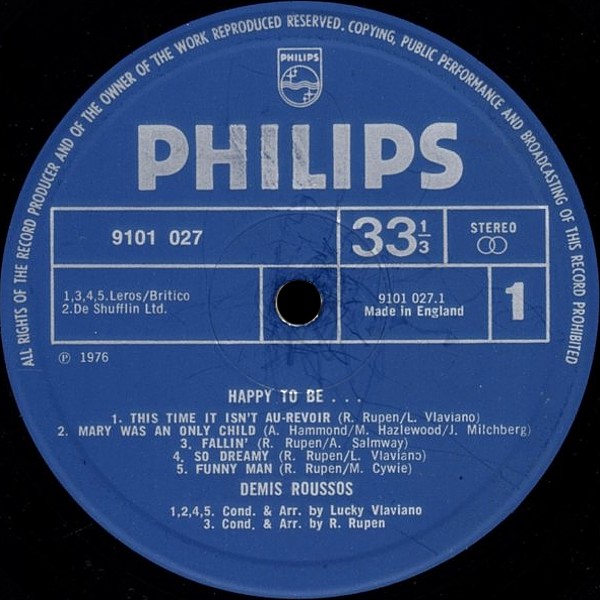 ALL RIGHTS OF THE RECORD PRODUCER AND OF THE OWNER OF THE WORK REPRODUCED RESERVED. COPYING, PUBLIC PERFORMANCE AND BROADCASTING OF THIS RECORD PROHIBITED
PHILIPS
PHILIPS
9101 027
33 1/3
STEREO
1,3,4,5.Leros/Britico
2.De Shufflin Ltd.
9101 027.1
Made in England
1
℗ 1976
HAPPY TO BE . . .
1. THIS TIME IT ISN'T AU-REVOIR (R. Rupen/L. Vlaviano)
2. MARY WAS AN ONLY CHILD (A. Hammond/M. Hazlewood/J. Milchberg)
3. FALLIN' (R. Rupen/A. Salmway)
4. SO DREAMY (R. Rupen/L. Vlaviano)
5. FUNNY MAN (R. Rupen/M. Cywie)
DEMIS ROUSSOS
1,2,4,5. Cond. & Arr. by Lucky Vlaviano
3. Cond. & Arr. by R. Rupen